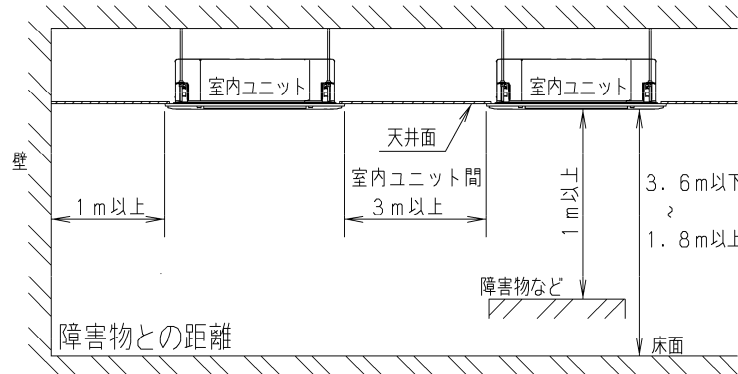 室内ユニット
室内ユニット
天井面
壁
室内ユニット間
1m以上
3m以上
1m以上
3.6m以下
~
1.8m以上
障害物など
障害物との距離
床面